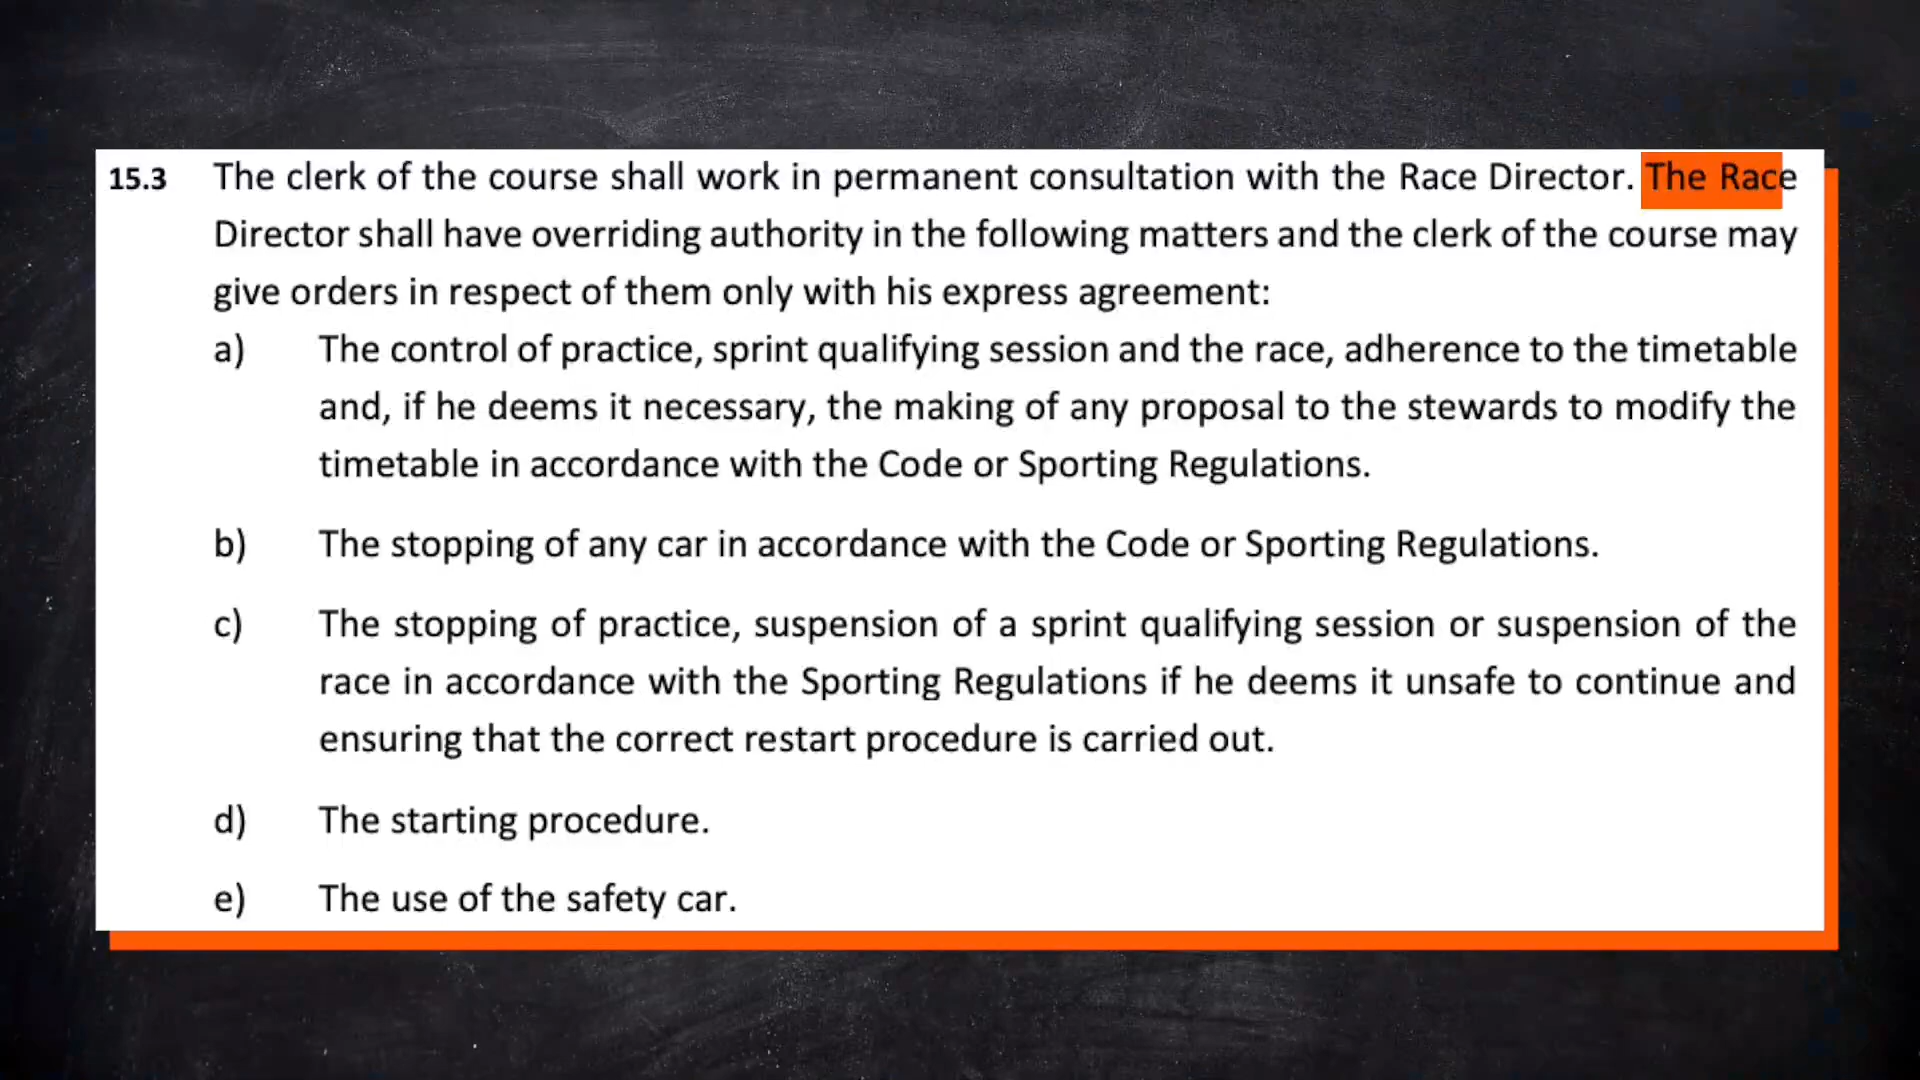 15.3 The clerk of the course shall work in permanent consultation with the Race Director. The Race
Director shall have overriding authority in the following matters and the clerk of the course may
give orders in respect of them only with his express agreement:
a) The control of practice, sprint qualifying session and the race, adherence to the timetable
and, if he deems it necessary, the making of any proposal to the stewards to modify the
timetable in accordance with the Code or Sporting Regulations.
b) The stopping of any car in accordance with the Code or Sporting Regulations.
c) The stopping of practice, suspension of a sprint qualifying session or suspension of the
race in accordance with the Sporting Regulations if he deems it unsafe to continue and
ensuring that the correct restart procedure is carried out.
d) The starting procedure.
e) The use of the safety car.